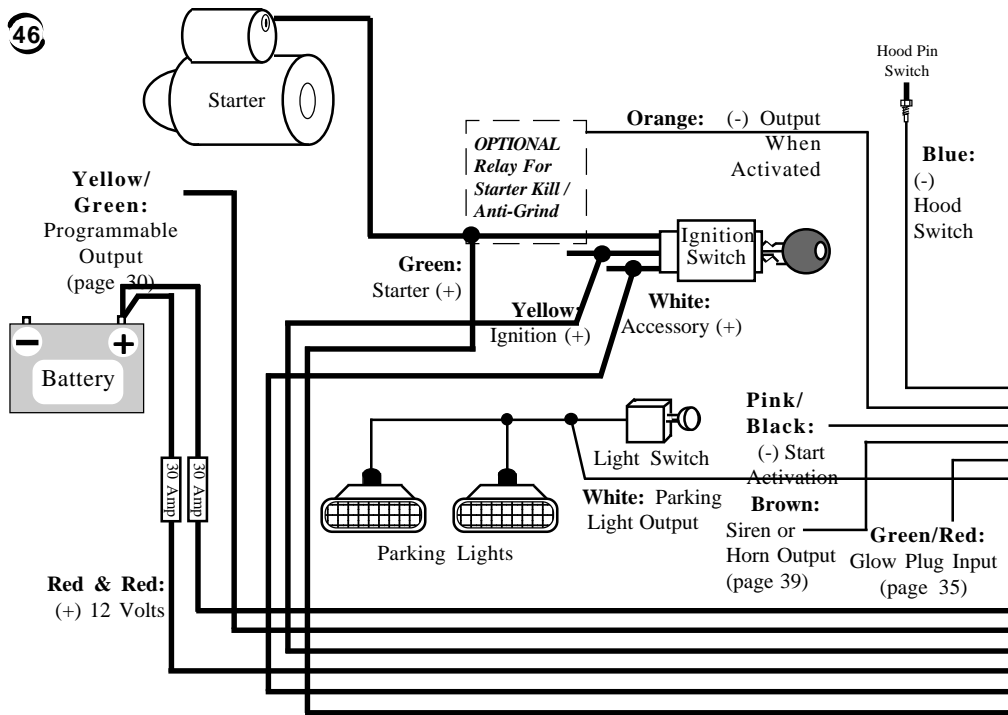 46
Starter
Hood Pin
Switch
Orange: (-) Output
When
Activated
OPTIONAL
Relay For
Starter Kill /
Anti-Grind
Blue:
(-)
Hood
Switch
Yellow/
Green:
Programmable
Output
(page 30)
Ignition
Switch
Green:
Starter (+)
White:
Accessory (+)
Yellow:
Ignition (+)
Battery
Pink/
Black:
(-) Start
Activation
Light Switch
30 Amp
30 Amp
White: Parking
Light Output
Parking Lights
Brown:
Siren or
Horn Output
(page 39)
Green/Red:
Glow Plug Input
(page 35)
Red & Red:
(+) 12 Volts